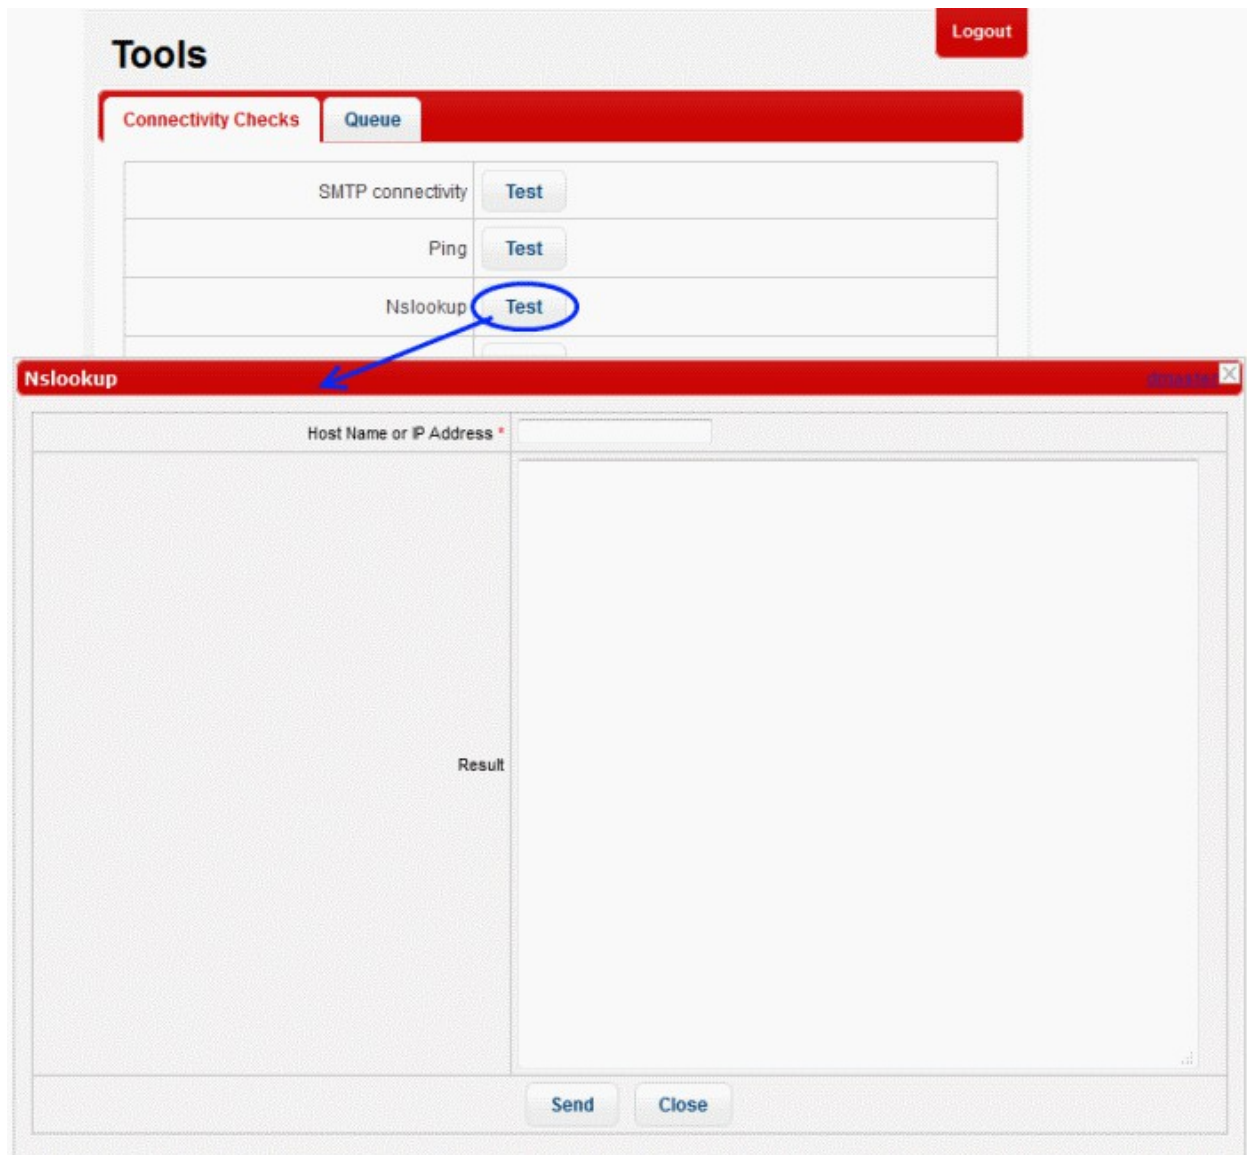 Logout
Tools
Connectivity Checks Queue
SMTP connectivity Test
Ping Test
Nslookup Test
Nslookup
Host Name or IP Address *
Result
Send Close